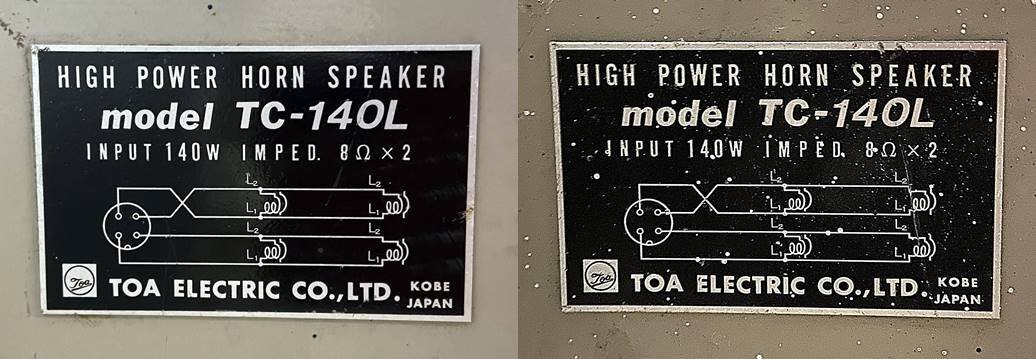 HIGH POWER HORN SPEAKER
model TC-140L
INPUT 140W IMPED. 8Ω×2
L₂ L₂
L₁ L₁
L₂ L₂
L₁ L₁
Toa TOA ELECTRIC CO.,LTD. KOBE
JAPAN
HIGH POWER HORN SPEAKER
model TC-140L
INPUT 140W IMPED. 8Ω×2
L₂ L₂
L₁ L₁
L₂ L₂
L₁ L₁
Toa TOA ELECTRIC CO.,LTD. KOBE
JAPAN